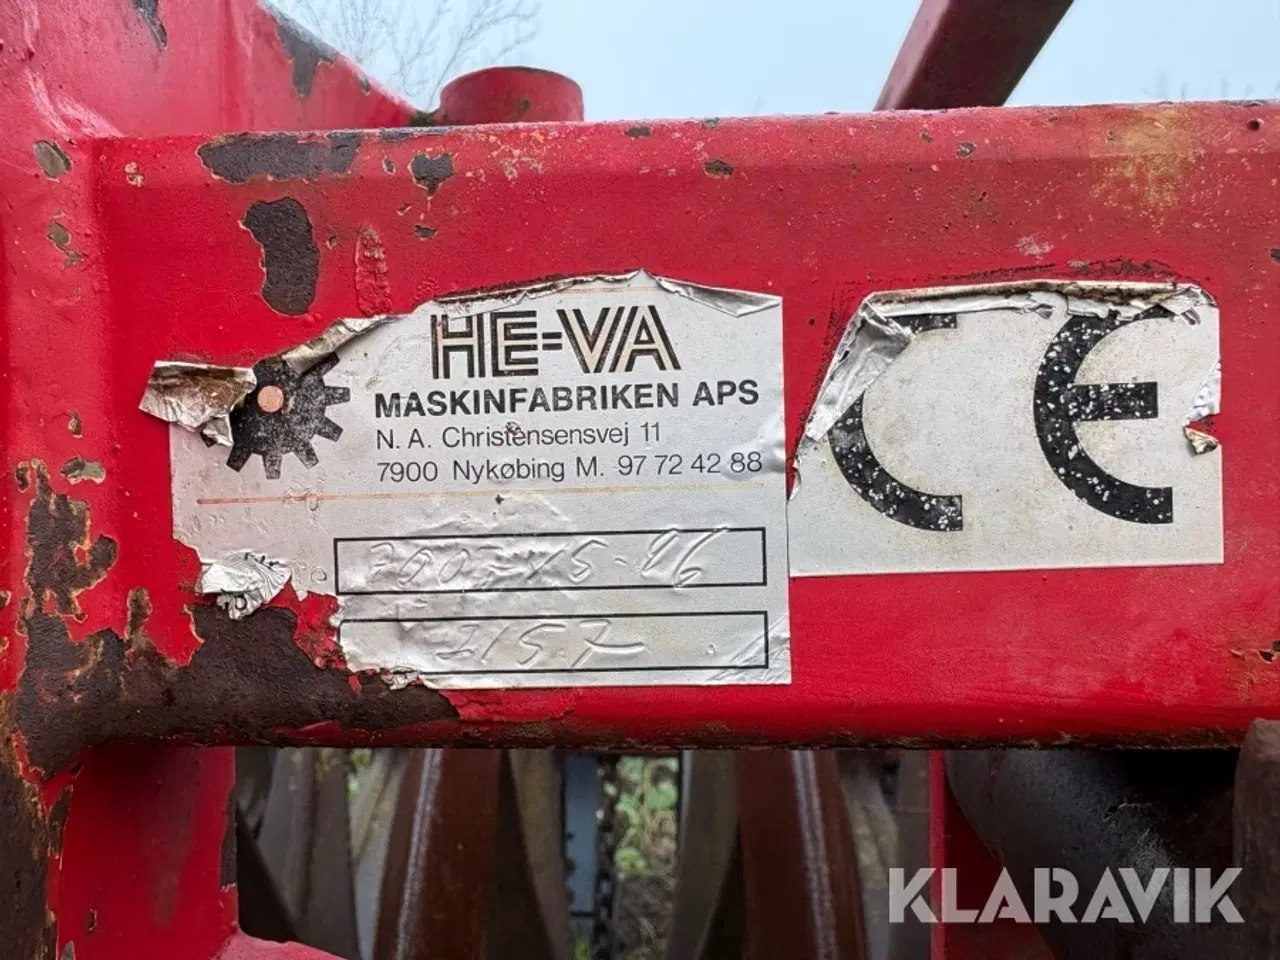 HE-VA
MASKINFABRIKEN APS
N. A. Christensensvej 11
7900 Nykøbing M. 97 72 42 88
CE
KLARAVIK